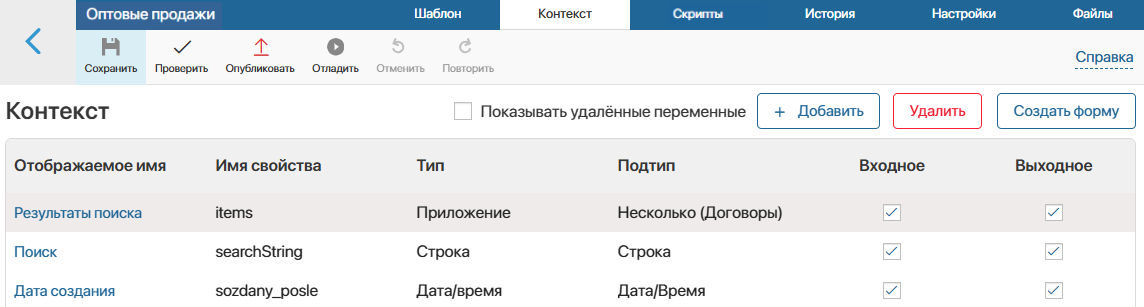 Оптовые продажи Шаблон Контекст Скрипты История Настройки Файлы
Сохранить Проверить Опубликовать Отладить Отменить Повторить Справка
Контекст Показывать удалённые переменные + Добавить Удалить Создать форму
Отображаемое имя Имя свойства Тип Подтип Входное Выходное
Результаты поиска items Приложение Несколько (Договоры)
Поиск searchString Строка Строка
Дата создания sozdany_posle Дата/время Дата/Время